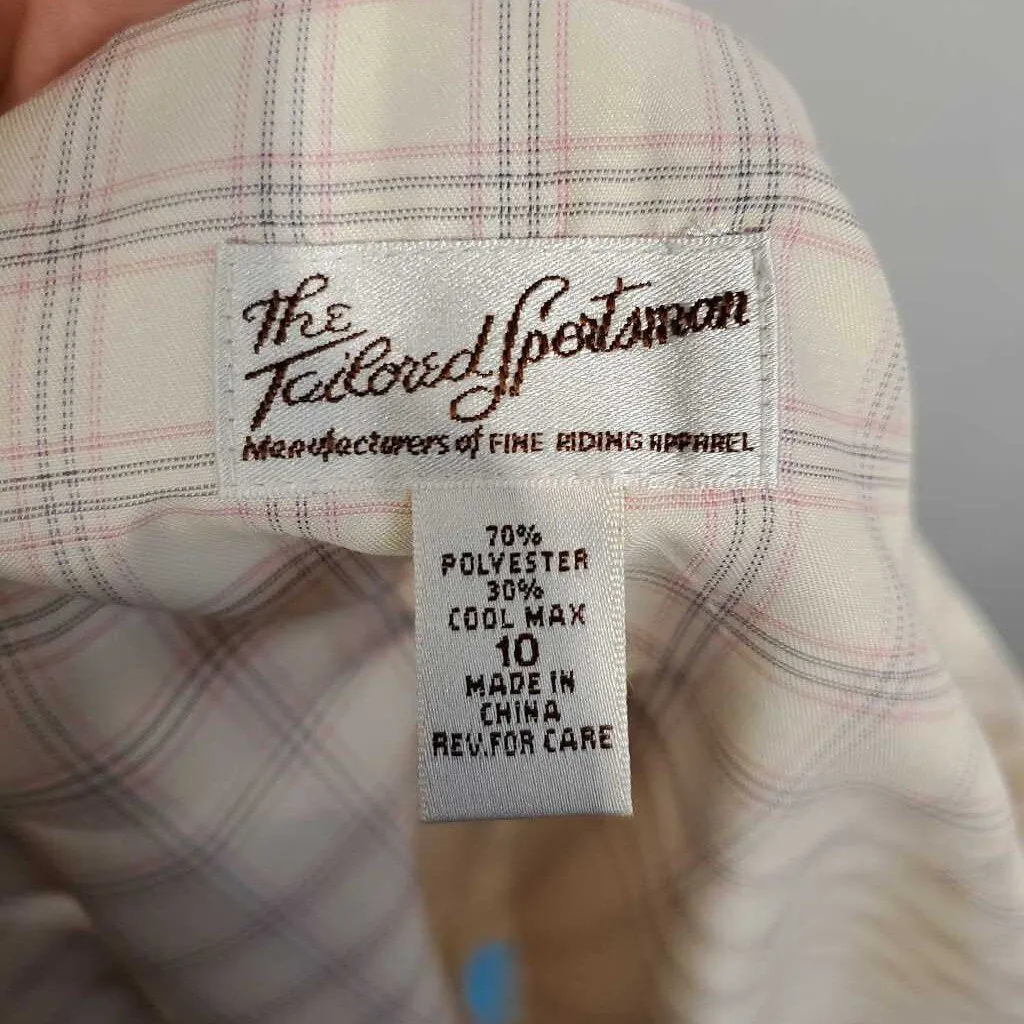 The
Tailored Sportsman
Manufacturers of FINE RIDING APPAREL
70%
POLYESTER
30%
COOL MAX
10
MADE IN
CHINA
REV.FOR CARE